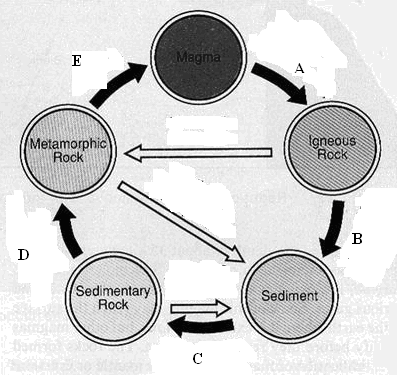 E
Magma
A
Metamorphic
Rock
Igneous
Rock
B
D
Sedimentary
Rock
Sediment
C